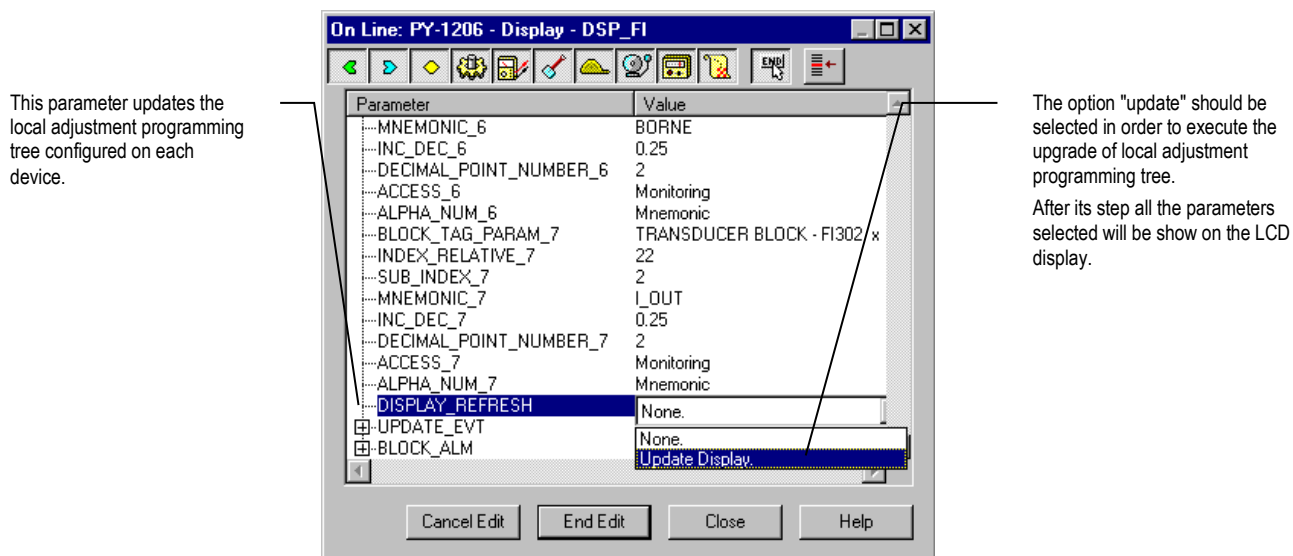 On Line: PY-1206 - Display - DSP_FI
END
This parameter updates the
local adjustment programming
tree configured on each
device.
Parameter Value
MNEMONIC_6 BORNE
INC_DEC_6 0.25
DECIMAL_POINT_NUMBER_6 2
ACCESS_6 Monitoring
ALPHA_NUM_6 Mnemonic
BLOCK_TAG_PARAM_7 TRANSDUCER BLOCK - FI302 x
INDEX_RELATIVE_7 22
SUB_INDEX_7 2
MNEMONIC_7 I_OUT
INC_DEC_7 0.25
DECIMAL_POINT_NUMBER_7 2
ACCESS_7 Monitoring
ALPHA_NUM_7 Mnemonic
DISPLAY_REFRESH None.
UPDATE_EVT None.
BLOCK_ALM Update Display.
Cancel Edit End Edit Close Help
The option "update" should be
selected in order to execute the
upgrade of local adjustment
programming tree.
After its step all the parameters
selected will be show on the LCD
display.